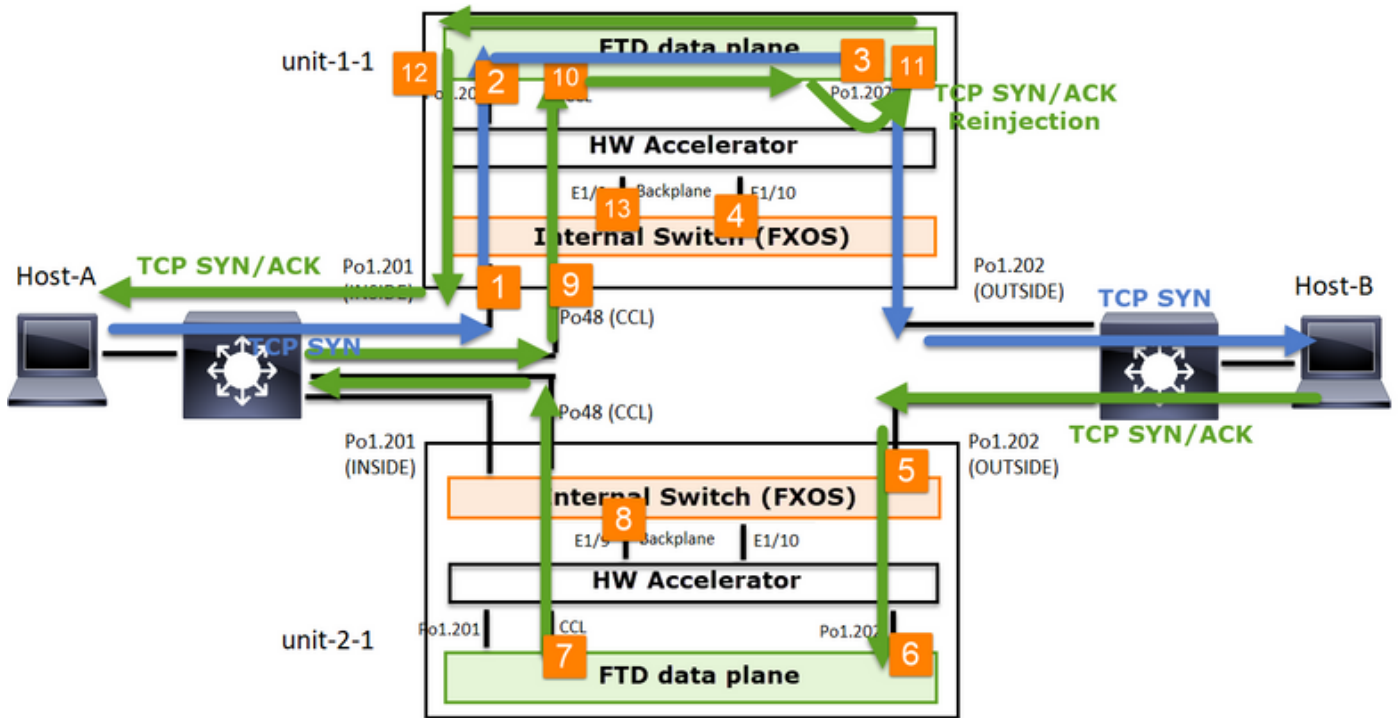 FTD data plane
unit-1-1
12
2
10
3
11
Po1.202
TCP SYN/ACK
Reinjection
HW Accelerator
Backplane
E1/10
13
4
Internal Switch (FXOS)
Host-A
TCP SYN/ACK
Po1.201
(INSIDE)
1
9
Po1.202
(OUTSIDE)
TCP SYN
Host-B
Po48 (CCL)
TCP SYN
Po48 (CCL)
Po1.201
(INSIDE)
Po1.202
(OUTSIDE)
TCP SYN/ACK
5
Internal Switch (FXOS)
8
E1/9
Backplane
E1/10
HW Accelerator
Po1.201
CCL
Po1.202
unit-2-1
7
6
FTD data plane